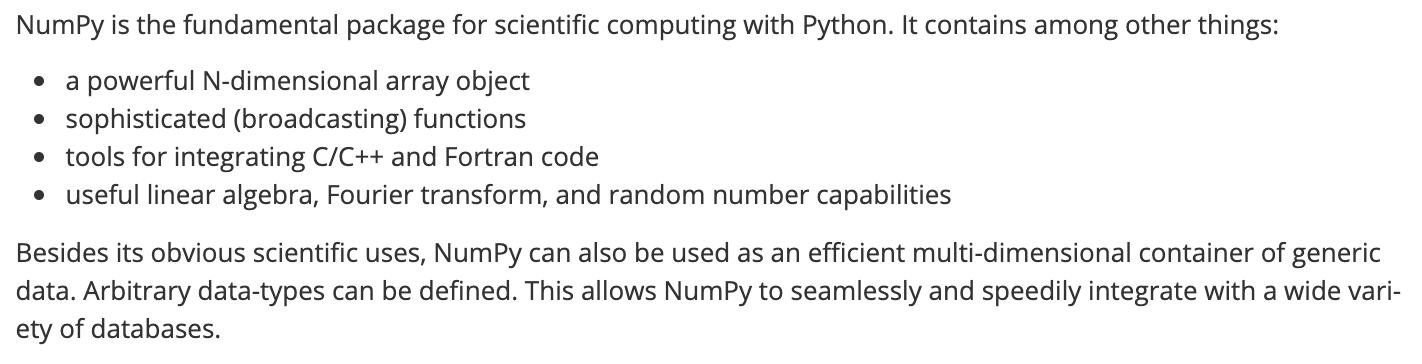 NumPy is the fundamental package for scientific computing with Python. It contains among other things:
• a powerful N-dimensional array object
• sophisticated (broadcasting) functions
• tools for integrating C/C++ and Fortran code
• useful linear algebra, Fourier transform, and random number capabilities
Besides its obvious scientific uses, NumPy can also be used as an efficient multi-dimensional container of generic
data. Arbitrary data-types can be defined. This allows NumPy to seamlessly and speedily integrate with a wide vari-
ety of databases.